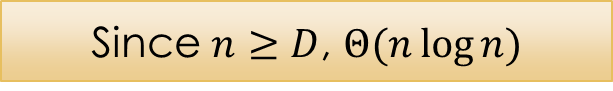 Since n ≥ D, Θ(n log n)